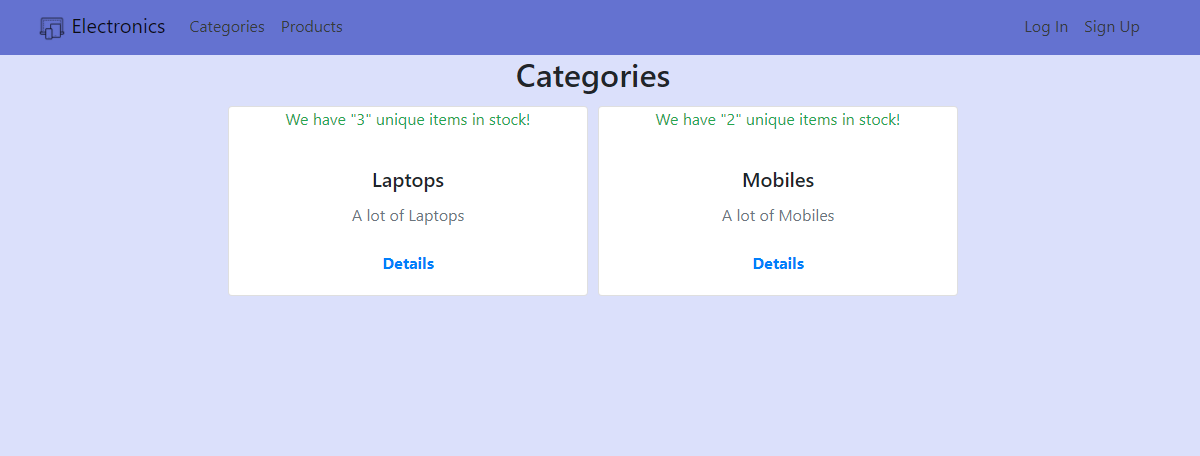 Electronics Categories Products Log In Sign Up
Categories
We have "3" unique items in stock!
Laptops
A lot of Laptops
Details
We have "2" unique items in stock!
Mobiles
A lot of Mobiles
Details